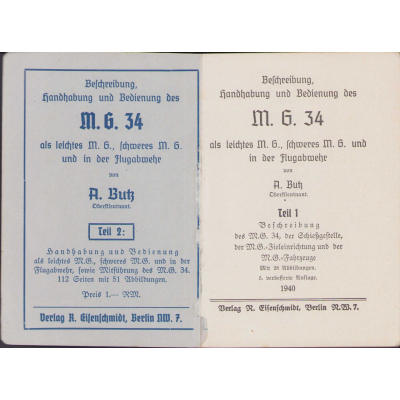 Beschreibung,
Handhabung und Bedienung des
M. G. 34
als leichtes M. G., schweres M. G.
und in der Flugabwehr
von
A. Butz
Oberstleutnant.
Teil 2:
Handhabung und Bedienung
als leichtes M.G., schweres M.G. und in der
Flugabwehr, sowie Mitführung des M.G. 34.
112 Seiten mit 51 Abbildungen.
Preis 1.— RM.
Verlag R. Eisenschmidt, Berlin NW. 7.
Beschreibung,
Handhabung und Bedienung des
M. G. 34
als leichtes M. G., schweres M. G. und
in der Flugabwehr
von
A. Butz
Oberstleutnant.
Teil 1
Beschreibung
des M.G. 34, der Schießgestelle,
der M.G.-Zieleinrichtung und der
M.G.-Fahrzeuge
Mit 28 Abbildungen.
verbesserte Auflage.
1940
Verlag R. Eisenschmidt, Berlin N.W. 7.